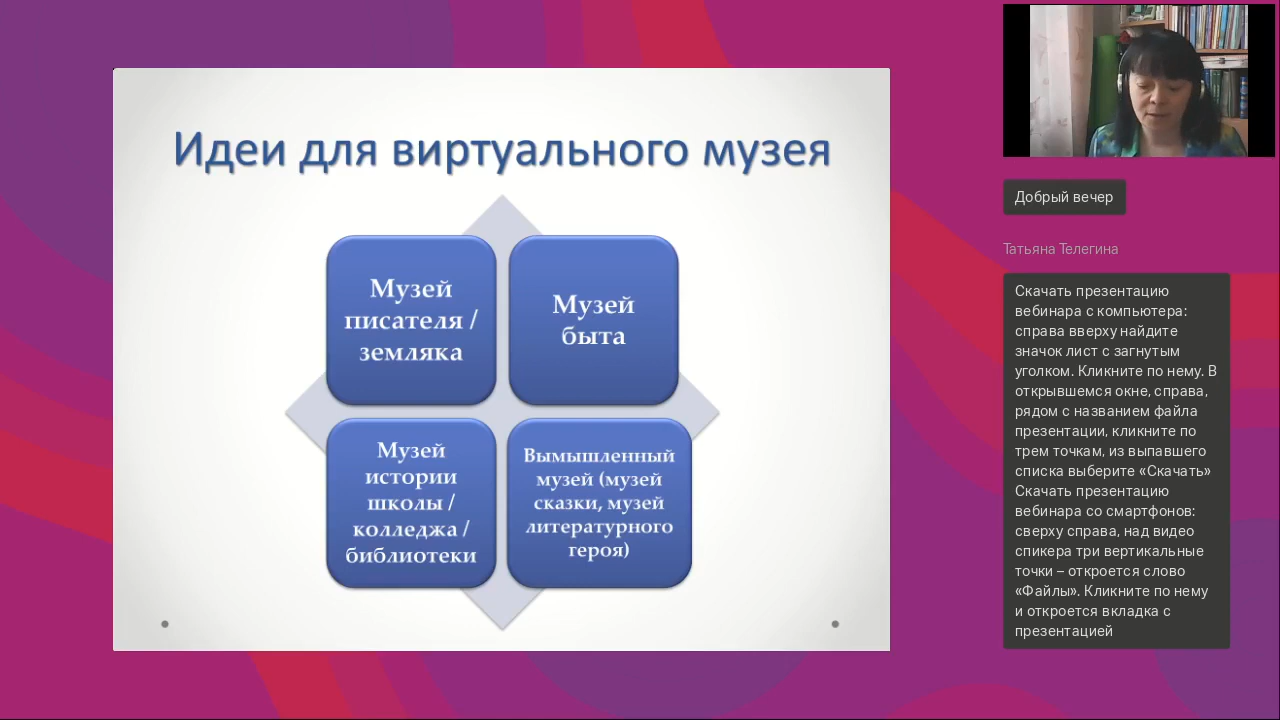 Идеи для виртуального музея
Музей
писателя /
земляка
Музей
быта
Музей
истории
школы /
колледжа /
библиотеки
Вымышленный
музей (музей
сказки, музей
литературного
героя)
Добрый вечер
Татьяна Телегина
Скачать презентацию
вебинара с компьютера:
справа вверху найдите
значок лист с загнутым
уголком. Кликните по нему. В
открывшемся окне, справа,
рядом с названием файла
презентации, кликните по
трем точкам, из выпавшего
списка выберите «Скачать»
Скачать презентацию
вебинара со смартфонов:
сверху справа, над видео
спикера три вертикальные
точки – откроется слово
«Файлы». Кликните по нему
и откроется вкладка с
презентацией